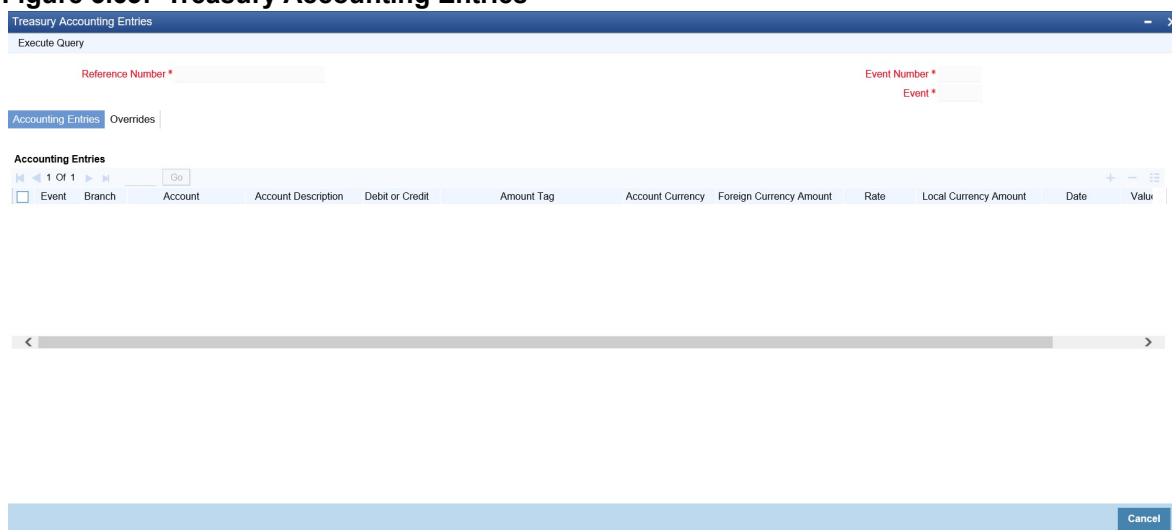 Treasury Accounting Entries
Execute Query
Reference Number * Event Number *
Event *
Accounting Entries Overrides
Accounting Entries
1 Of 1 Go
Event Branch Account Account Description Debit or Credit Amount Tag Account Currency Foreign Currency Amount Rate Local Currency Amount Date
Cancel